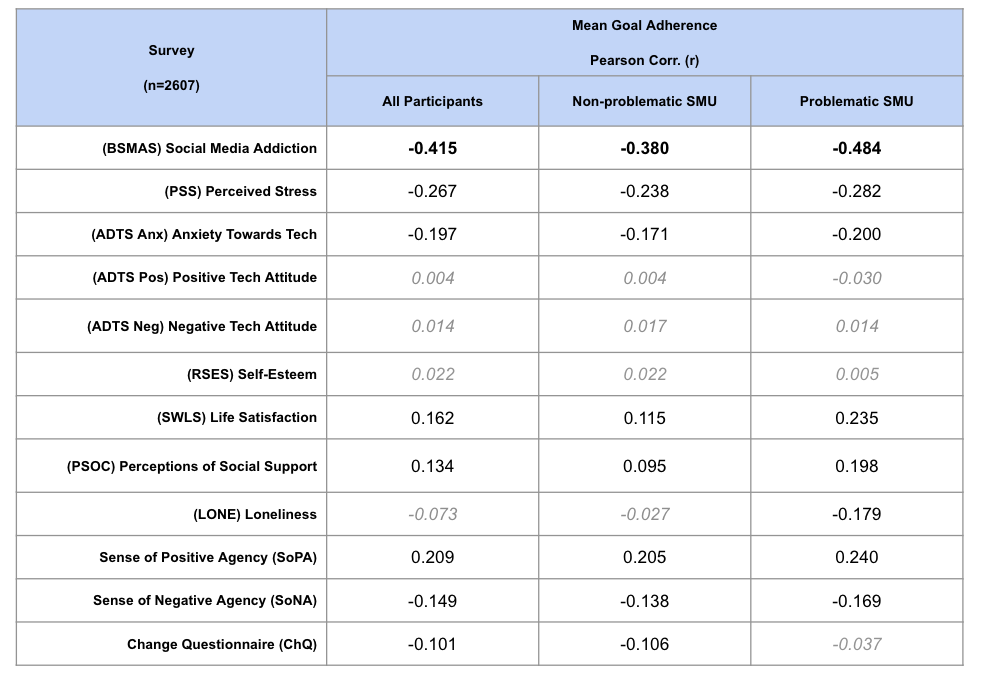 Survey
(n=2607)
Mean Goal Adherence
Pearson Corr. (r)
All Participants
Non-problematic SMU
Problematic SMU
(BSMAS) Social Media Addiction -0.415 -0.380 -0.484
(PSS) Perceived Stress -0.267 -0.238 -0.282
(ADTS Anx) Anxiety Towards Tech -0.197 -0.171 -0.200
(ADTS Pos) Positive Tech Attitude 0.004 0.004 -0.030
(ADTS Neg) Negative Tech Attitude 0.014 0.017 0.014
(RSES) Self-Esteem 0.022 0.022 0.005
(SWLS) Life Satisfaction 0.162 0.115 0.235
(PSOC) Perceptions of Social Support 0.134 0.095 0.198
(LONE) Loneliness -0.073 -0.027 -0.179
Sense of Positive Agency (SoPA) 0.209 0.205 0.240
Sense of Negative Agency (SoNA) -0.149 -0.138 -0.169
Change Questionnaire (ChQ) -0.101 -0.106 -0.037